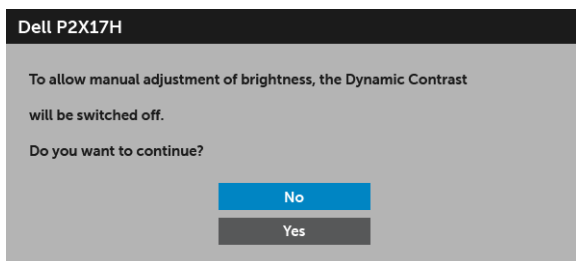 Dell P2X17H
To allow manual adjustment of brightness, the Dynamic Contrast
will be switched off.
Do you want to continue?
No
Yes